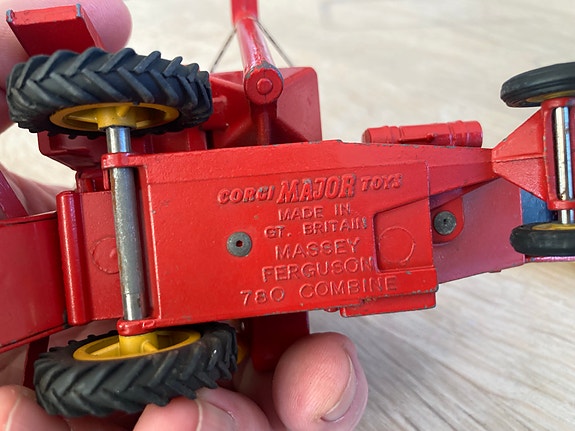 CORGI MAJOR TOYS
MADE IN
GT. BRITAIN
MASSEY
FERGUSON
780 COMBINE